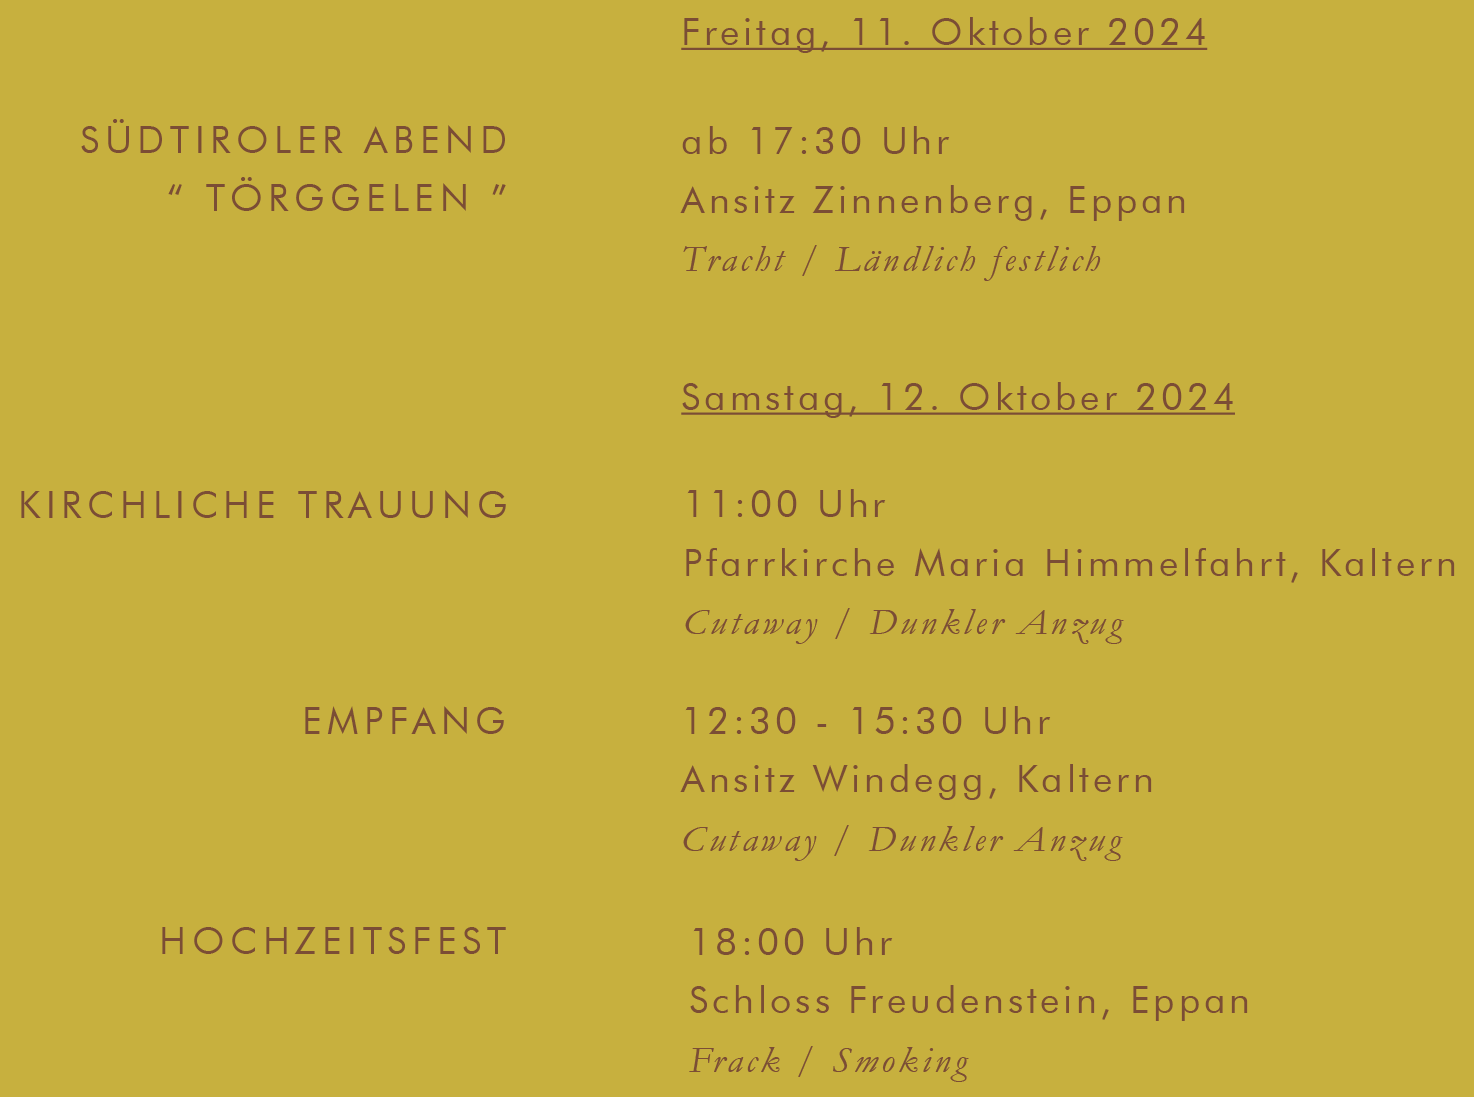 Freitag, 11. Oktober 2024
SÜDTIROLER ABEND
“ TÖRGGELEN ”
ab 17:30 Uhr
Ansitz Zinnenberg, Eppan
Tracht / Ländlich festlich
Samstag, 12. Oktober 2024
KIRCHLICHE TRAUUNG
11:00 Uhr
Pfarrkirche Maria Himmelfahrt, Kaltern
Cutaway / Dunkler Anzug
EMPFANG
12:30 - 15:30 Uhr
Ansitz Windegg, Kaltern
Cutaway / Dunkler Anzug
HOCHZEITSFEST
18:00 Uhr
Schloss Freudenstein, Eppan
Frack / Smoking